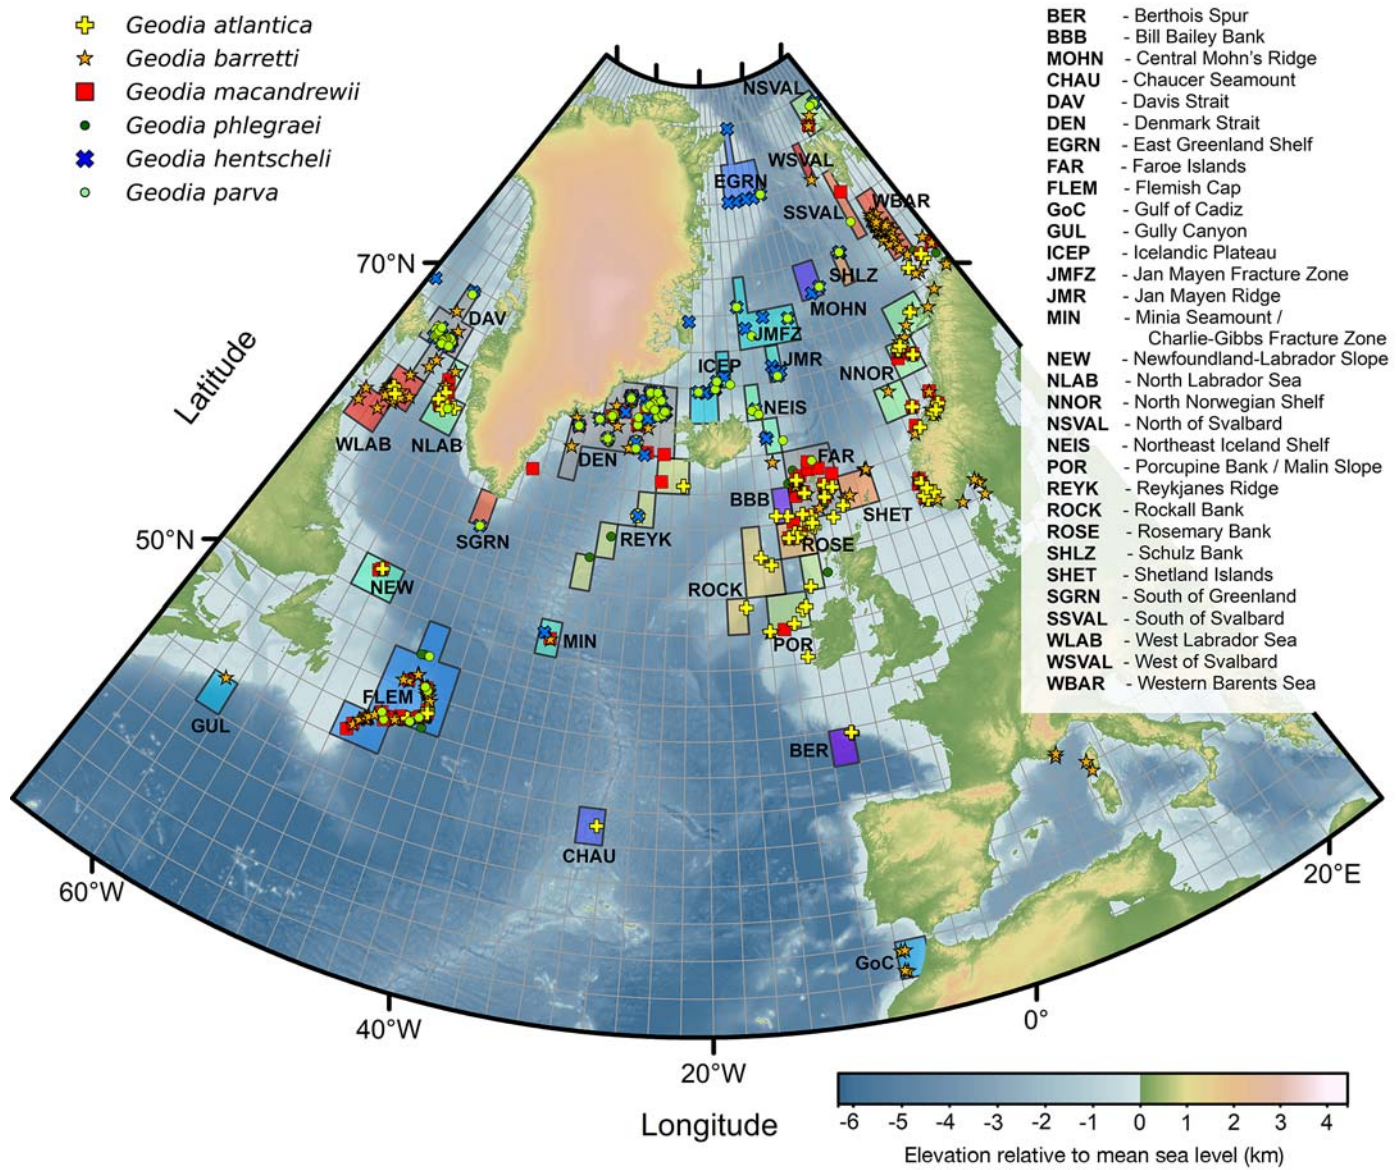 Geodia atlantica
Geodia barretti
Geodia macandrewii
Geodia phlegraei
Geodia hentscheli
Geodia parva
BER - Berthois Spur
BBB - Bill Bailey Bank
MOHN - Central Mohn's Ridge
CHAU - Chaucer Seamount
DAV - Davis Strait
DEN - Denmark Strait
EGRN - East Greenland Shelf
FAR - Faroe Islands
FLEM - Flemish Cap
GoC - Gulf of Cadiz
GUL - Gully Canyon
ICEP - Icelandic Plateau
JMFZ - Jan Mayen Fracture Zone
JMR - Jan Mayen Ridge
MIN - Minia Seamount /
Charlie-Gibbs Fracture Zone
NEW - Newfoundland-Labrador Slope
NLAB - North Labrador Sea
NNOR - North Norwegian Shelf
NSVAL - North of Svalbard
NEIS - Northeast Iceland Shelf
POR - Porcupine Bank / Malin Slope
REYK - Reykjanes Ridge
ROCK - Rockall Bank
ROSE - Rosemary Bank
SHLZ - Schulz Bank
SHET - Shetland Islands
SGRN - South of Greenland
SSVAL - South of Svalbard
WLAB - West Labrador Sea
WSVAL - West of Svalbard
WBAR - Western Barents Sea
NSVAL
WSVAL
EGRN
SSVAL
WBAR
70°N
SHLZ
MOHN
DAV
JMFZ
ICEP
JMR
NNOR
Latitude
NEIS
WLAB
NLAB
DEN
FAR
BBB
SHET
50°N
SGRN
REYK
ROSE
NEW
ROCK
MIN
POR
FLEM
GUL
BER
CHAU
60°W
20°E
GoC
40°W
0°
20°W
Longitude
-6 -5 -4 -3 -2 -1 0 1 2 3 4
Elevation relative to mean sea level (km)